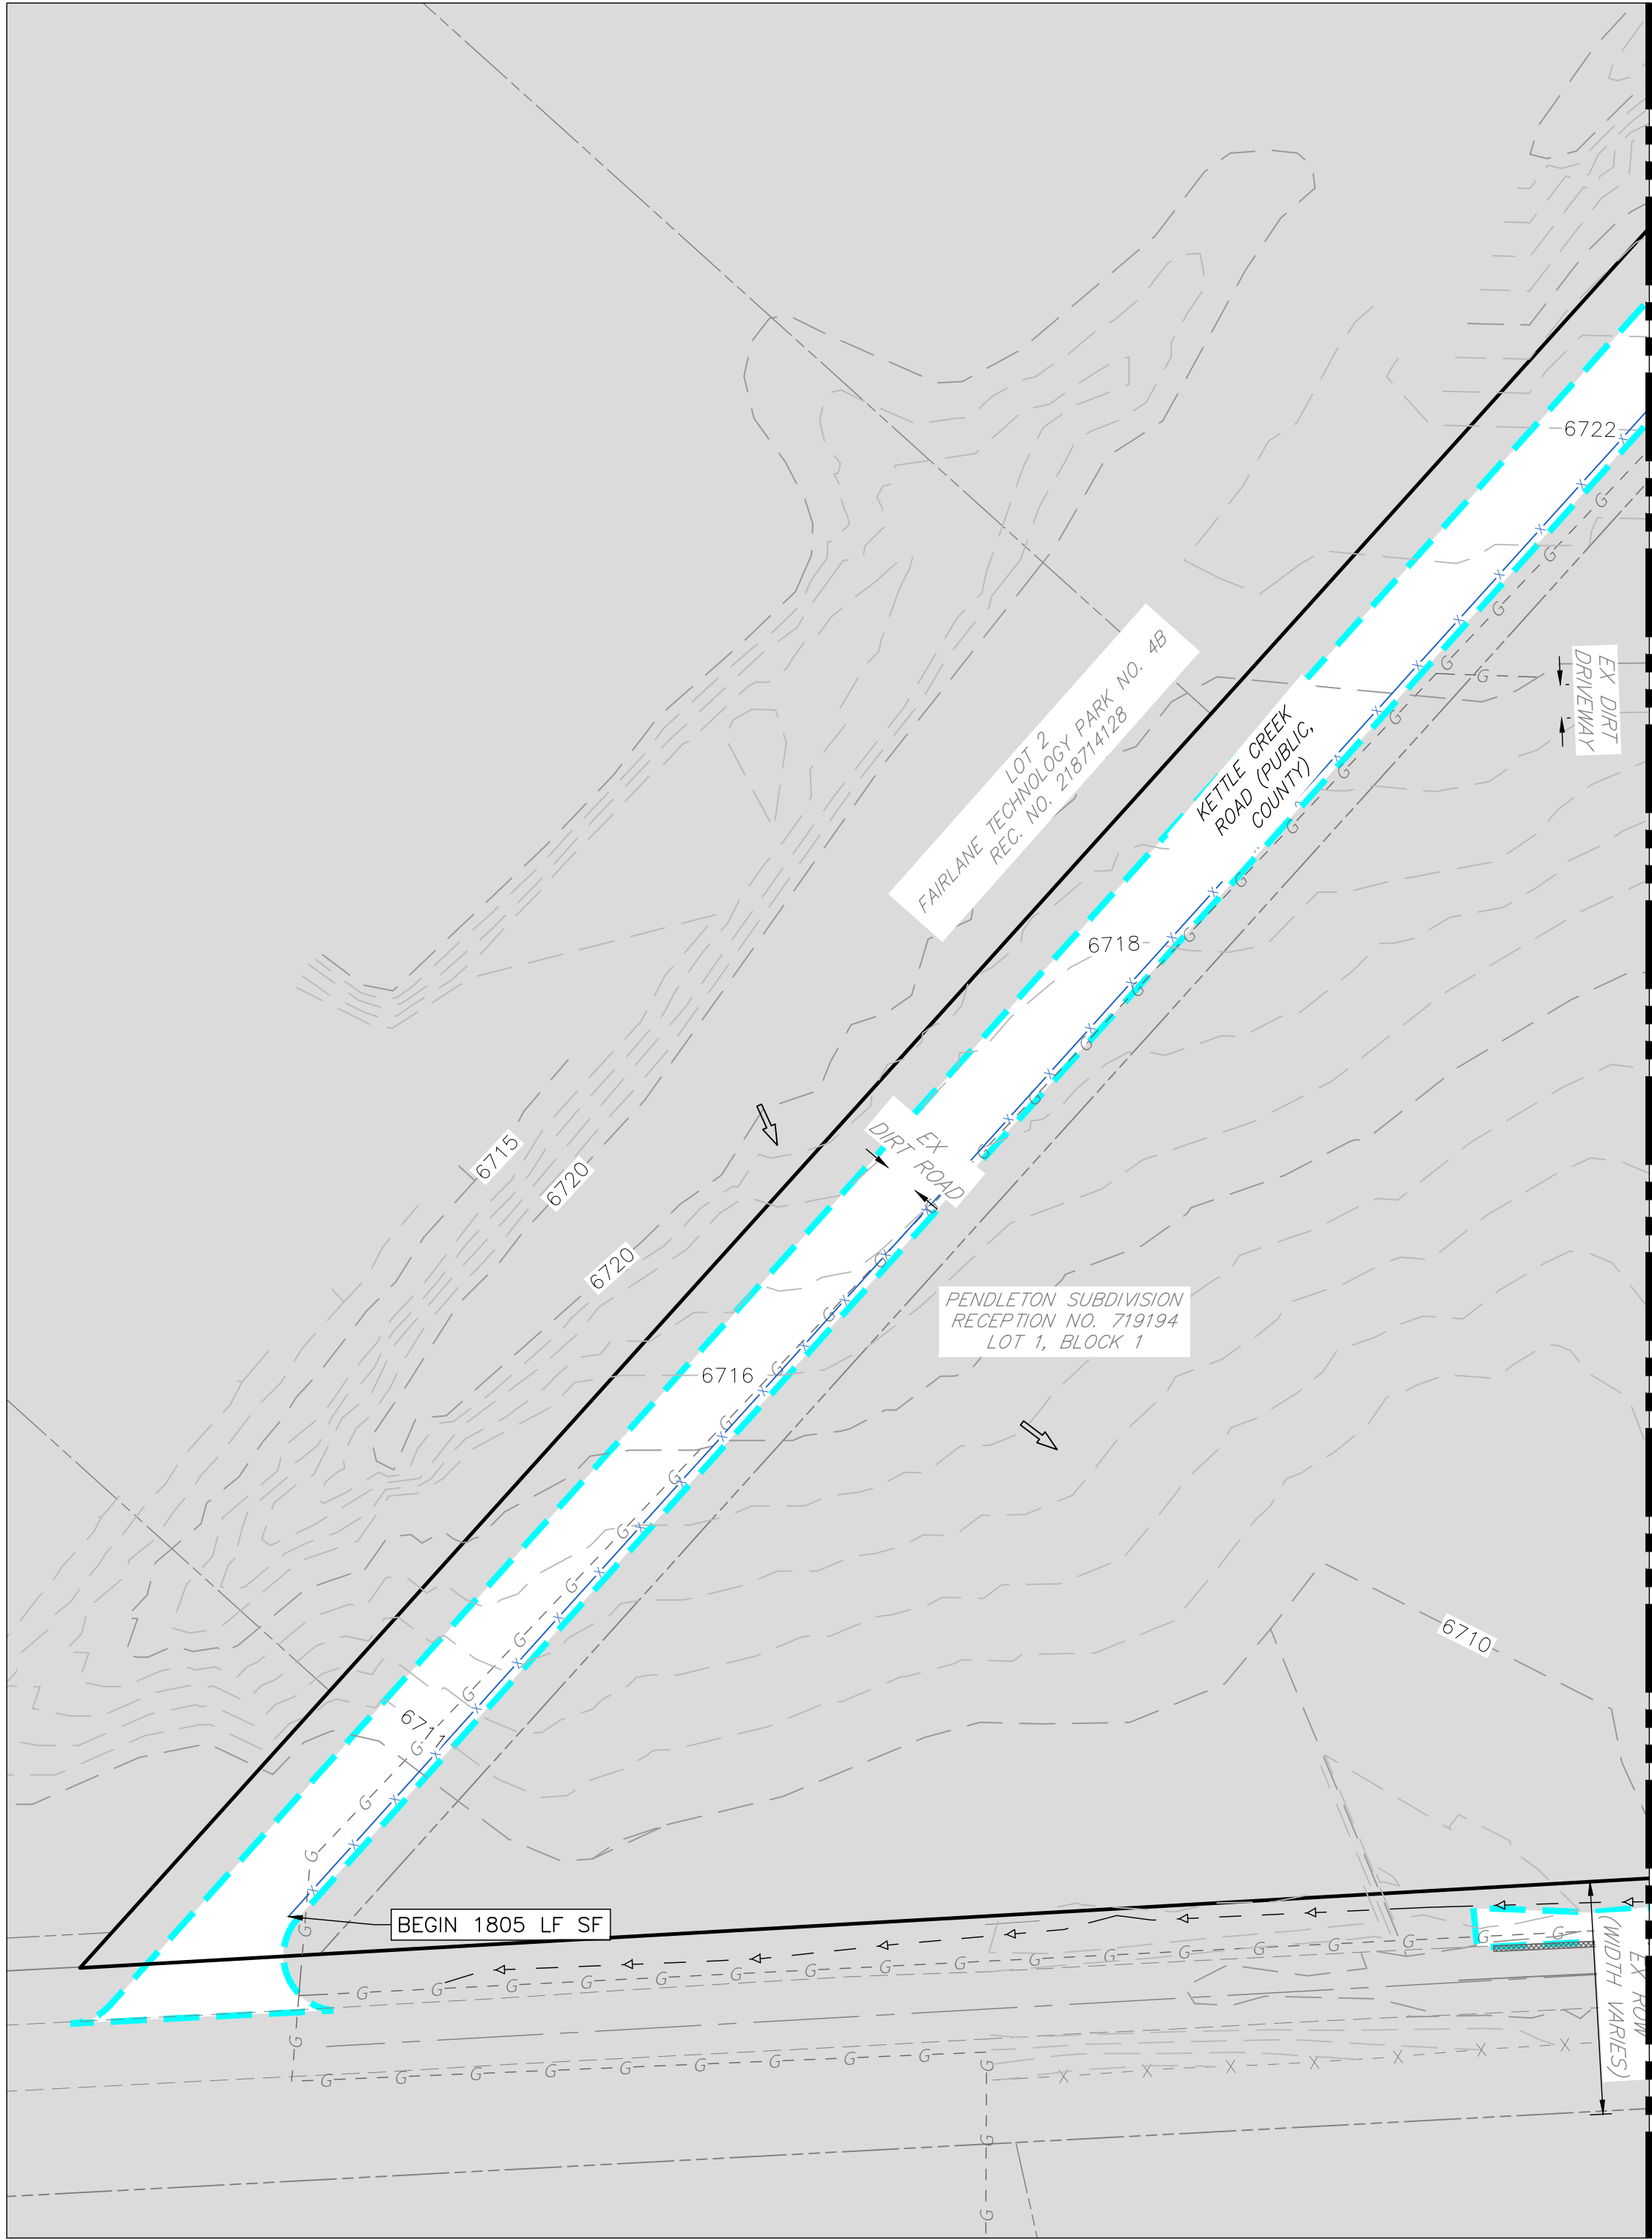 6722
EX DIRT
DRIVEWAY
LOT 2
FAIRLANE TECHNOLOGY PARK NO. 4B
REC. NO. 218714128
KETTLE CREEK
ROAD (PUBLIC,
COUNTY)
6718
EX
DIRT ROAD
6715
6720
6720
PENDLETON SUBDIVISION
RECEPTION NO. 719194
LOT 1, BLOCK 1
6716
6710
6711
BEGIN 1805 LF SF
EX ROW
(WIDTH VARIES)